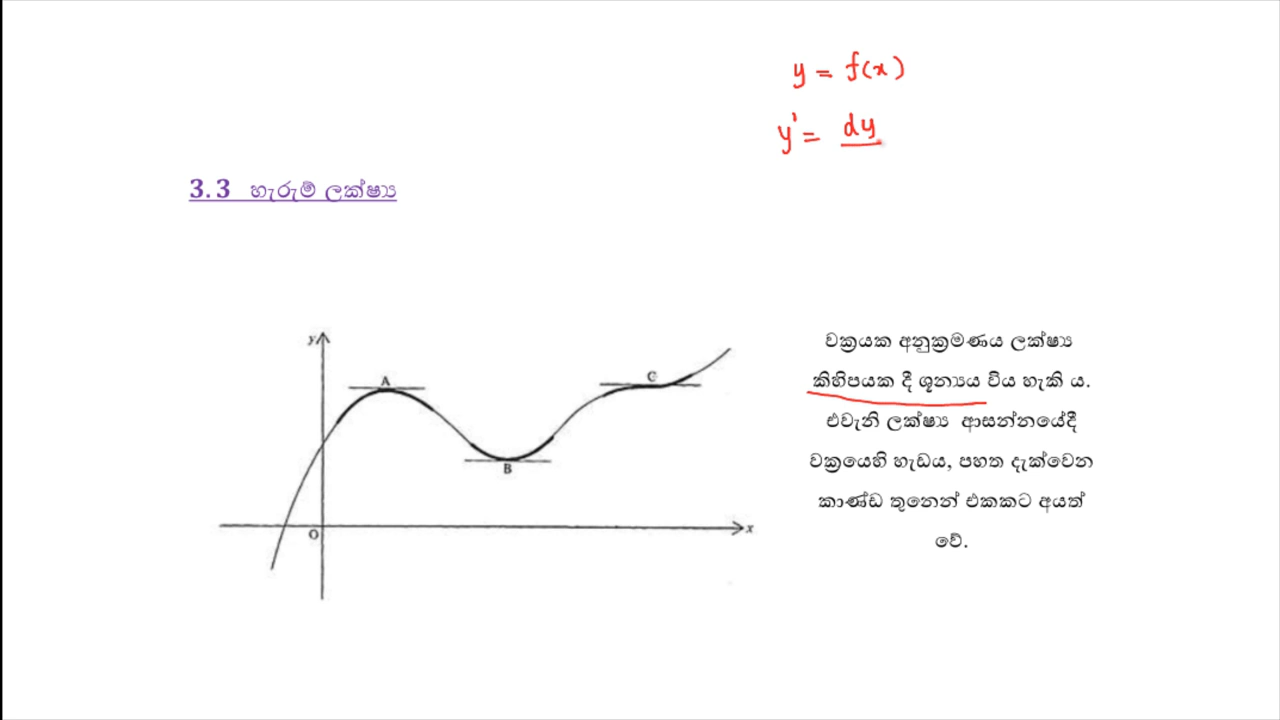 y = f(x)
y' = dy
3.3 හැරුම් ලක්ෂ්‍ය
y
A
B
C
O
x
වක්‍රයක අනුක්‍රමණය ලක්ෂ්‍ය
කිහිපයක දී ශූන්‍යය විය හැකි ය.
එවැනි ලක්ෂ්‍ය ආසන්නයේදී
වක්‍රයෙහි හැඩය, පහත දැක්වෙන
කාණ්ඩ තුනෙන් එකකට අයත්
වේ.